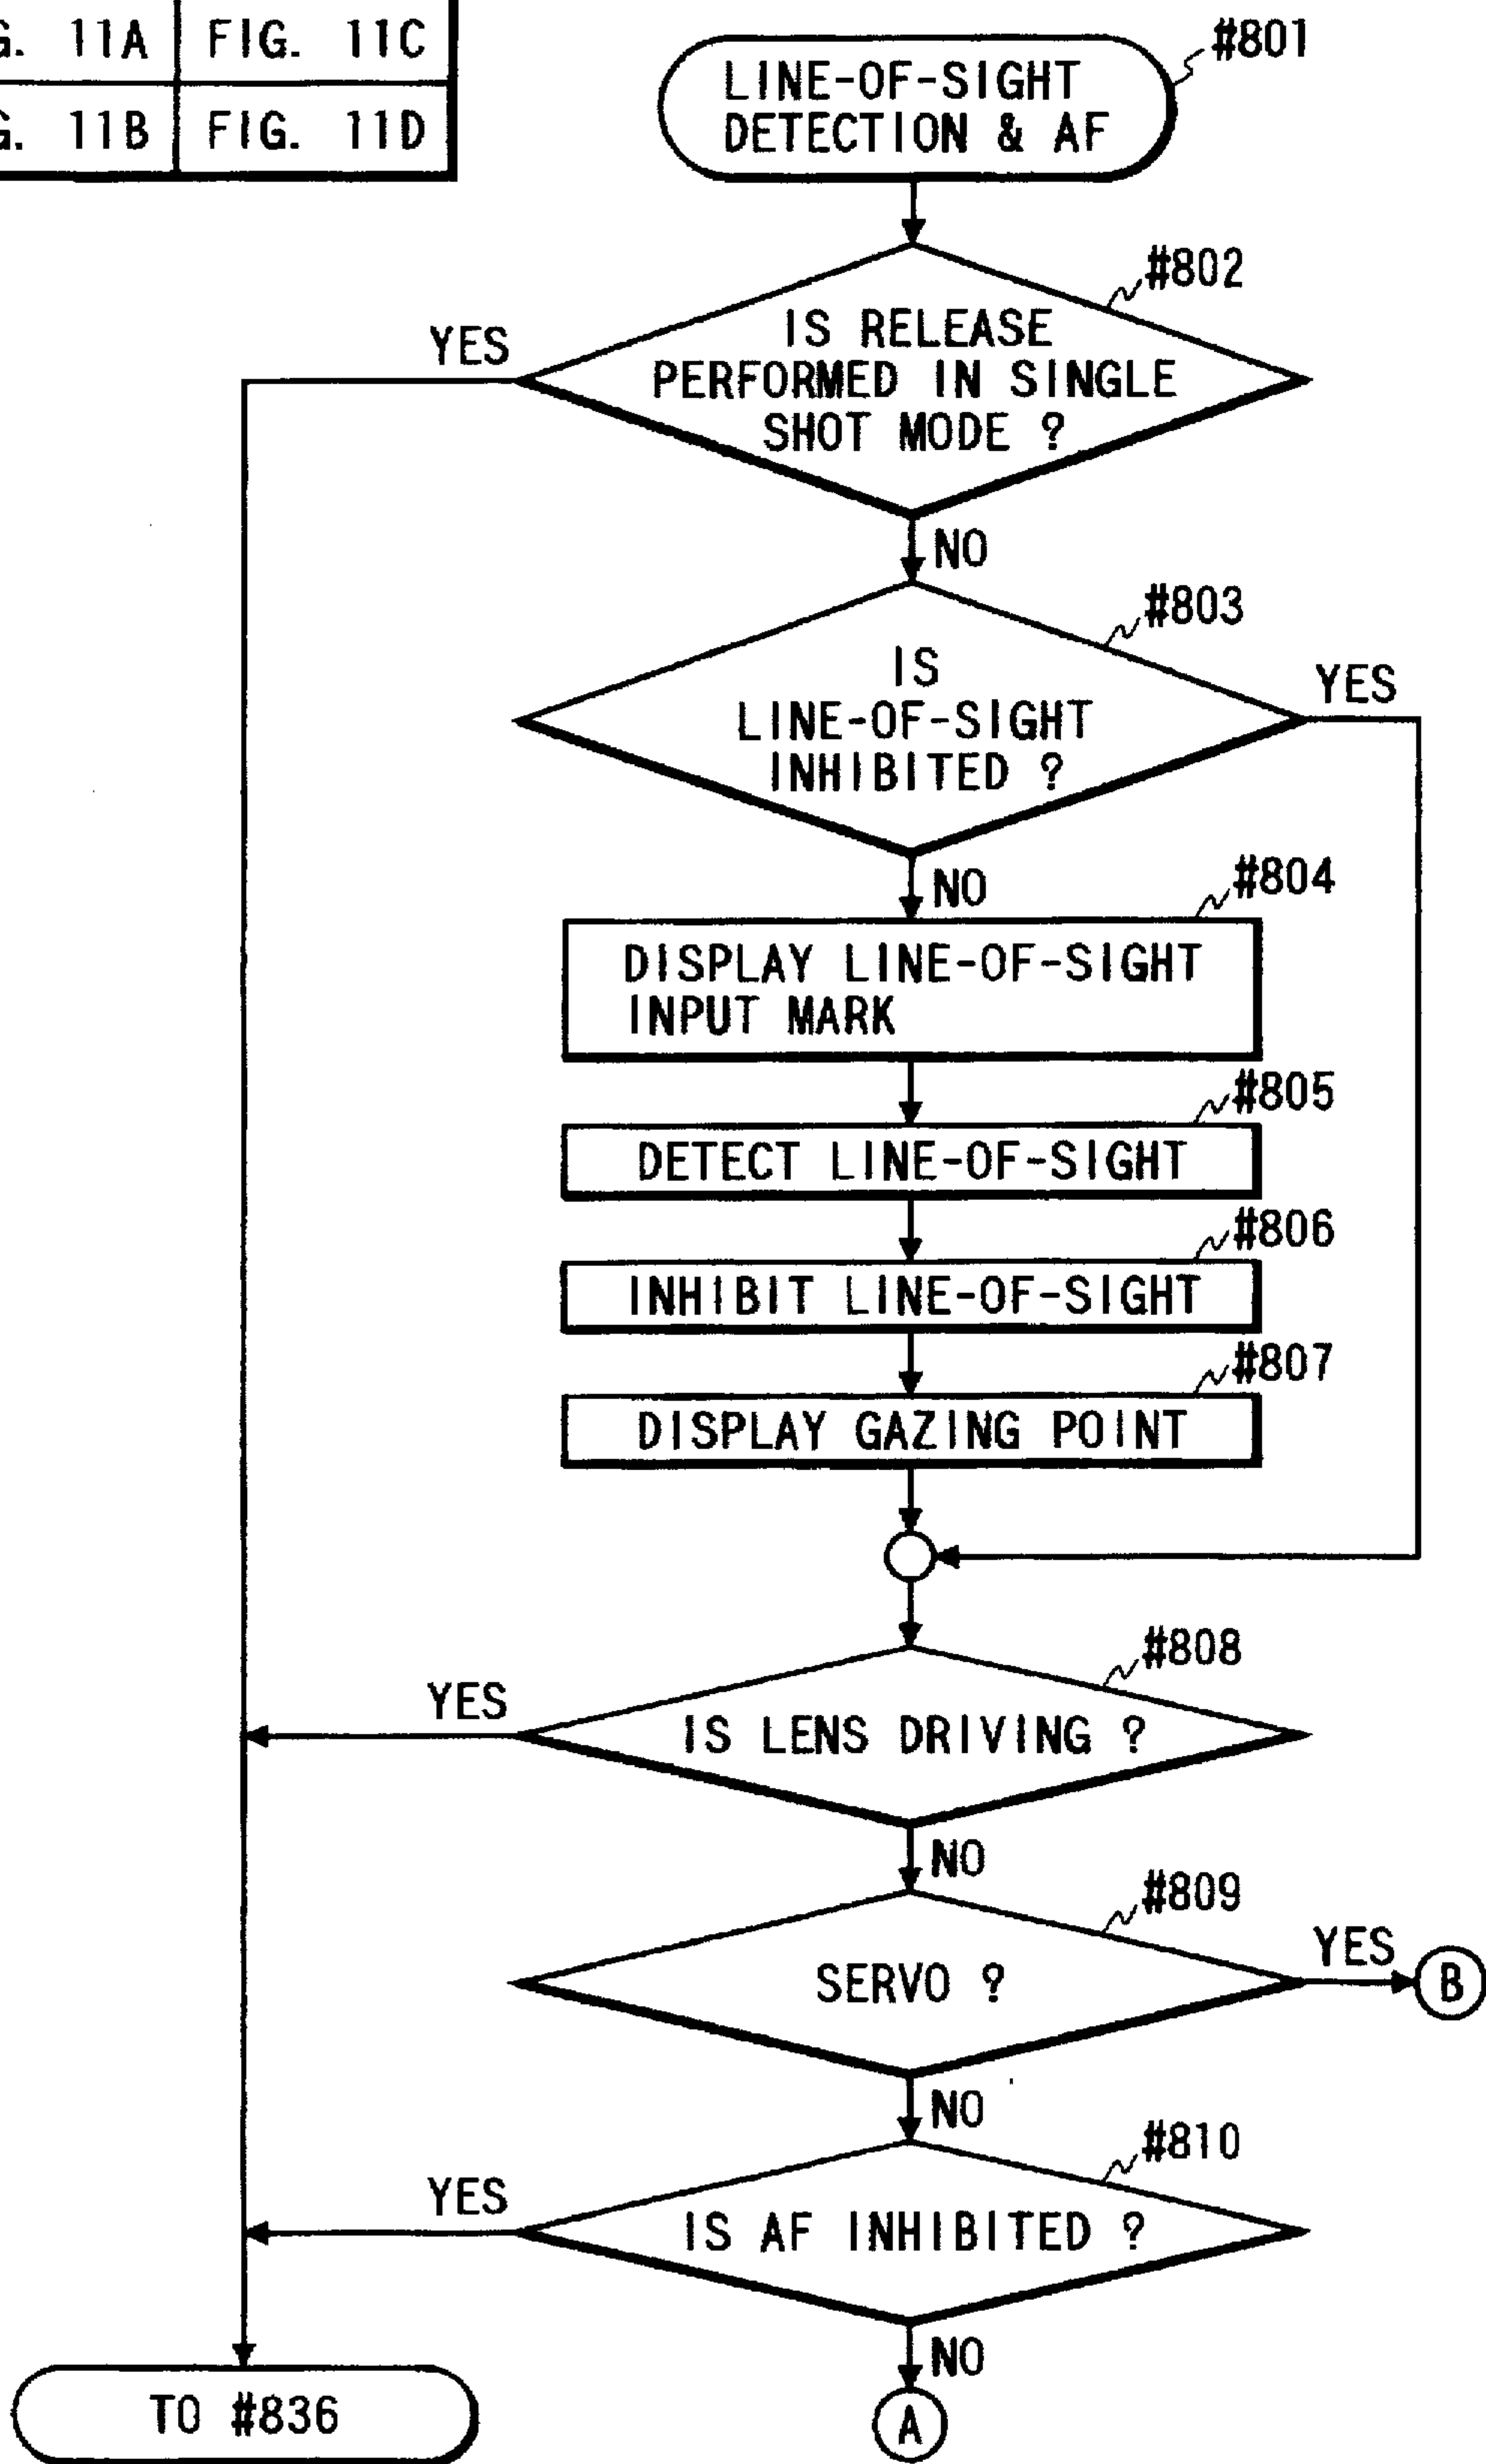 G. 11A FIG. 11C
G. 11B FIG. 11D
#801
LINE-OF-SIGHT
DETECTION & AF
#802
IS RELEASE
PERFORMED IN SINGLE
SHOT MODE ?
YES
NO
#803
IS
LINE-OF-SIGHT
INHIBITED ?
YES
NO
#804
DISPLAY LINE-OF-SIGHT
INPUT MARK
#805
DETECT LINE-OF-SIGHT
#806
INHIBIT LINE-OF-SIGHT
#807
DISPLAY GAZING POINT
#808
YES
IS LENS DRIVING ?
NO
#809
SERVO ?
YES
B
NO
#810
YES
IS AF INHIBITED ?
NO
TO #836
A